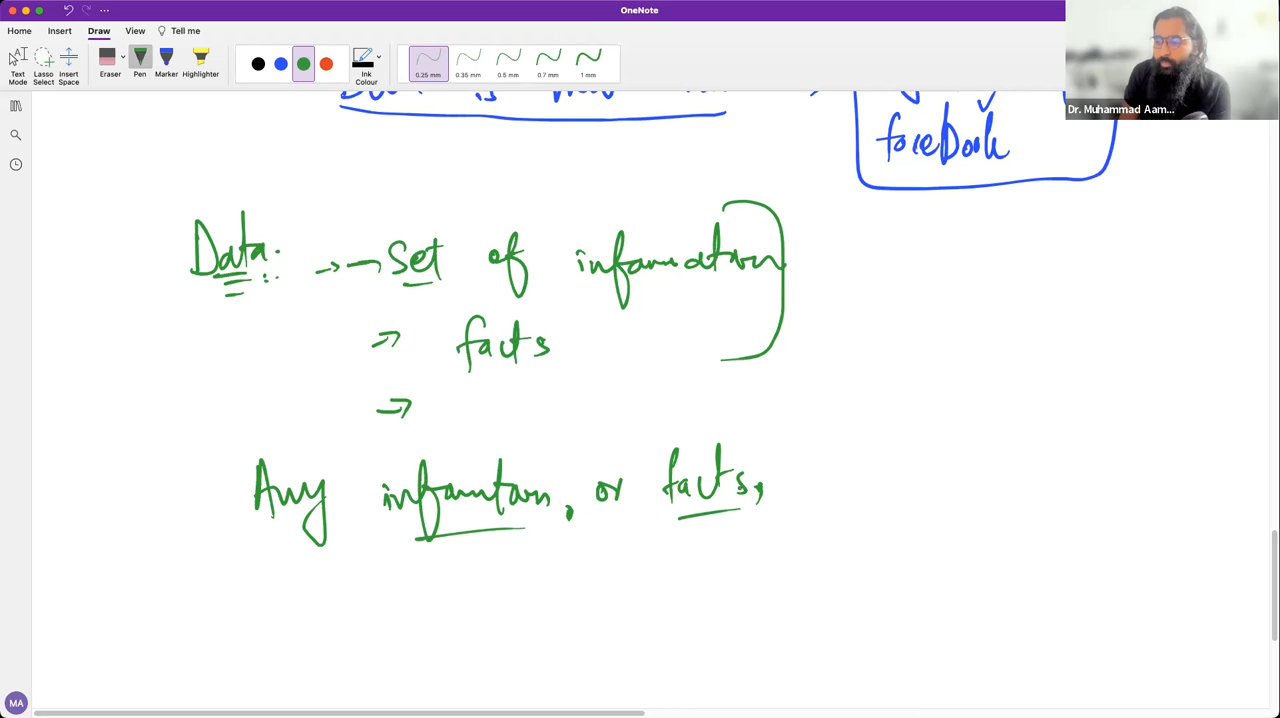 OneNote
Home Insert Draw View Tell me
Text Mode Lasso Select Insert Space Eraser Pen Marker Highlighter Ink Colour 0.25 mm 0.35 mm 0.5 mm 0.7 mm 1 mm
Dr. Muhammad Aam...
is
facebook
Data: → — Set of information
→ facts
→
Any information, or facts,
MA